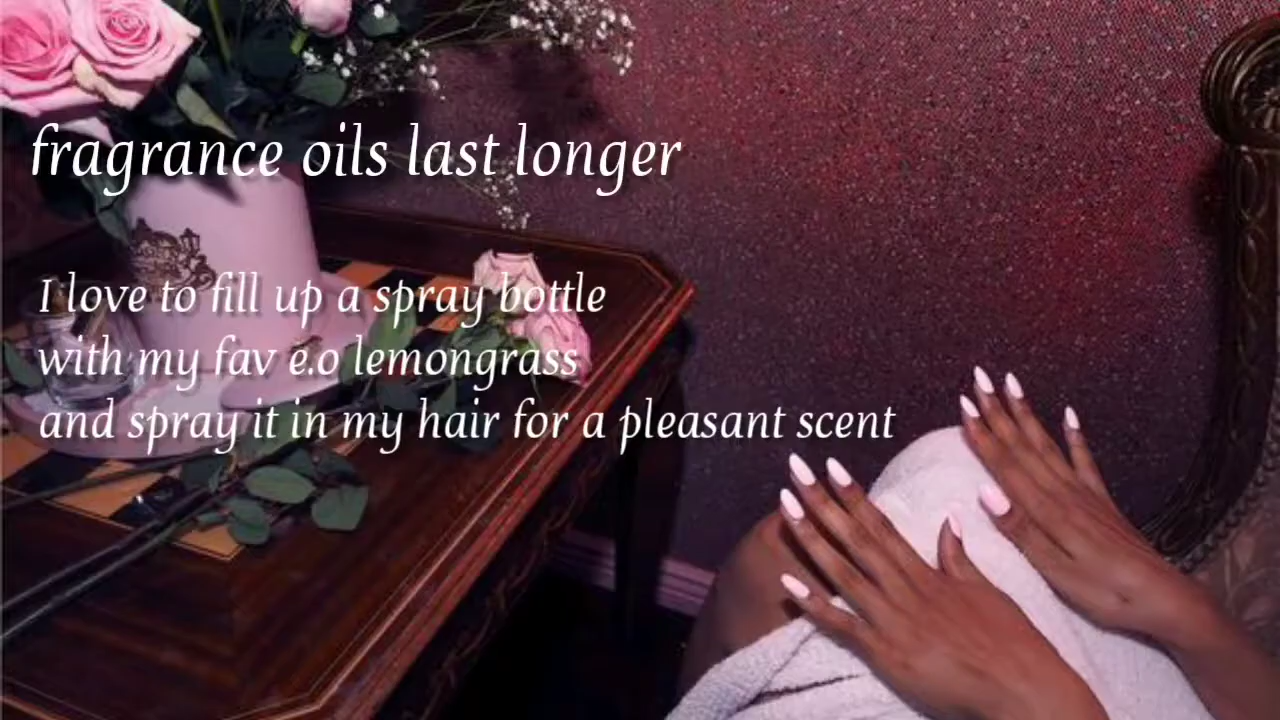 fragrance oils last longer
I love to fill up a spray bottle
with my fav e.o lemongrass
and spray it in my hair for a pleasant scent